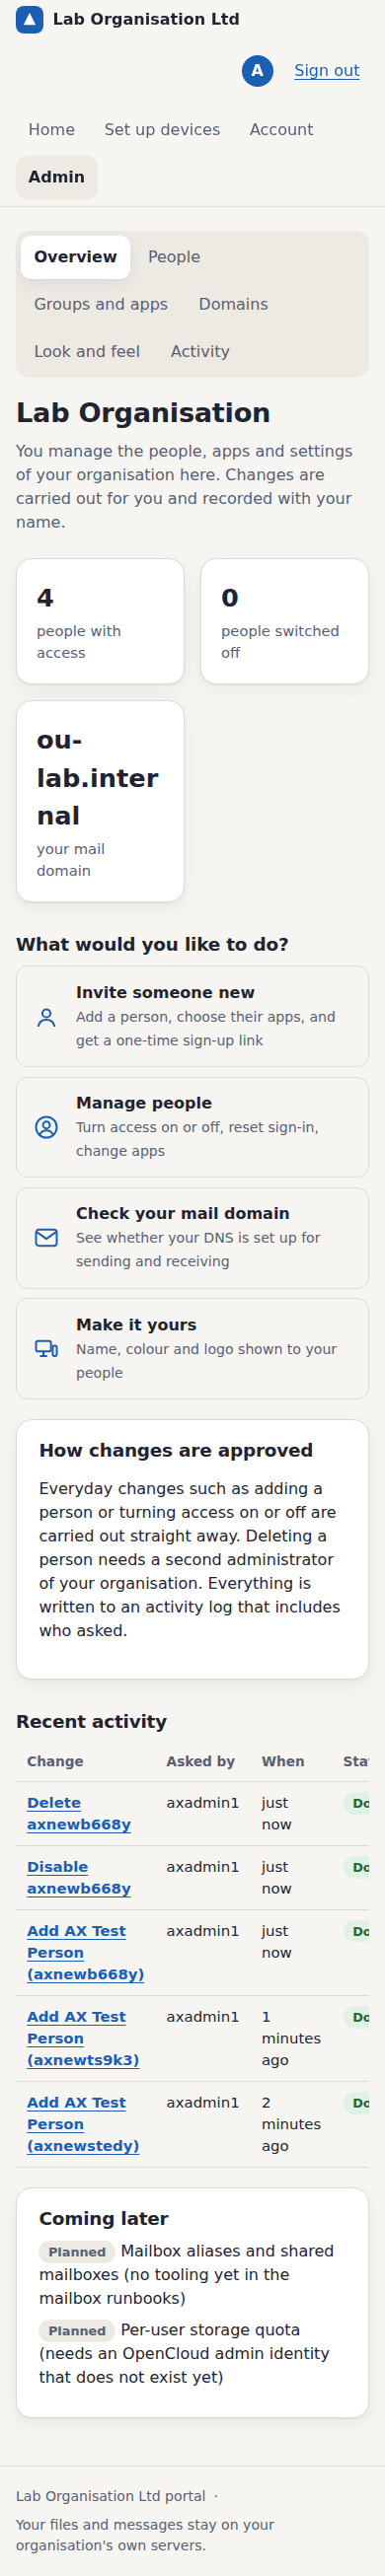 Lab Organisation Ltd
A Sign out
Home Set up devices Account
Admin
Overview People
Groups and apps Domains
Look and feel Activity
Lab Organisation
You manage the people, apps and settings
of your organisation here. Changes are
carried out for you and recorded with your
name.
4
people with
access
0
people switched
off
ou-
lab.inter
nal
your mail
domain
What would you like to do?
Invite someone new
Add a person, choose their apps, and
get a one-time sign-up link
Manage people
Turn access on or off, reset sign-in,
change apps
Check your mail domain
See whether your DNS is set up for
sending and receiving
Make it yours
Name, colour and logo shown to your
people
How changes are approved
Everyday changes such as adding a
person or turning access on or off are
carried out straight away. Deleting a
person needs a second administrator
of your organisation. Everything is
written to an activity log that includes
who asked.
Recent activity
Change Asked by When
Delete axadmin1 just Do
axnewb668y now
Disable axadmin1 just Do
axnewb668y now
Add AX Test axadmin1 just Do
Person now
(axnewb668y)
Add AX Test axadmin1 1 Do
Person minutes
(axnewts9k3) ago
Add AX Test axadmin1 2 Do
Person minutes
(axnewstedy) ago
Coming later
Planned Mailbox aliases and shared
mailboxes (no tooling yet in the
mailbox runbooks)
Planned Per-user storage quota
(needs an OpenCloud admin identity
that does not exist yet)
Lab Organisation Ltd portal ·
Your files and messages stay on your
organisation's own servers.